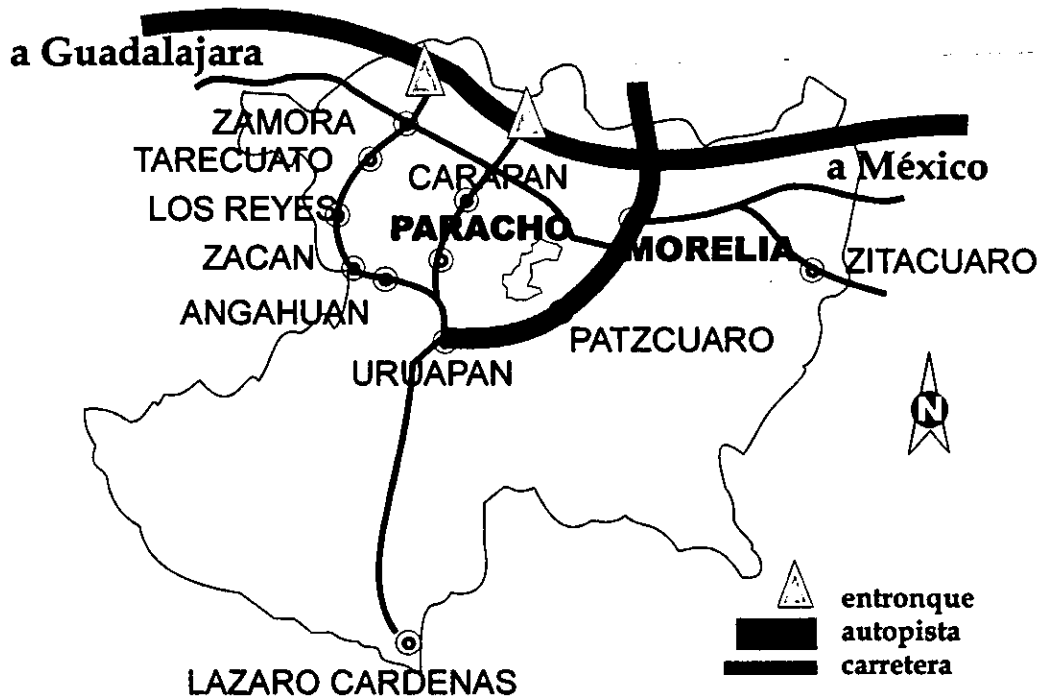 a Guadalajara
ZAMORA
TARECUATO
CARAPAN
a México
LOS REYES
PARACHO
ZACAN
MORELIA
ZITACUARO
ANGAHUAN
PATZCUARO
URUAPAN
N
entronque
autopista
carretera
LAZARO CARDENAS